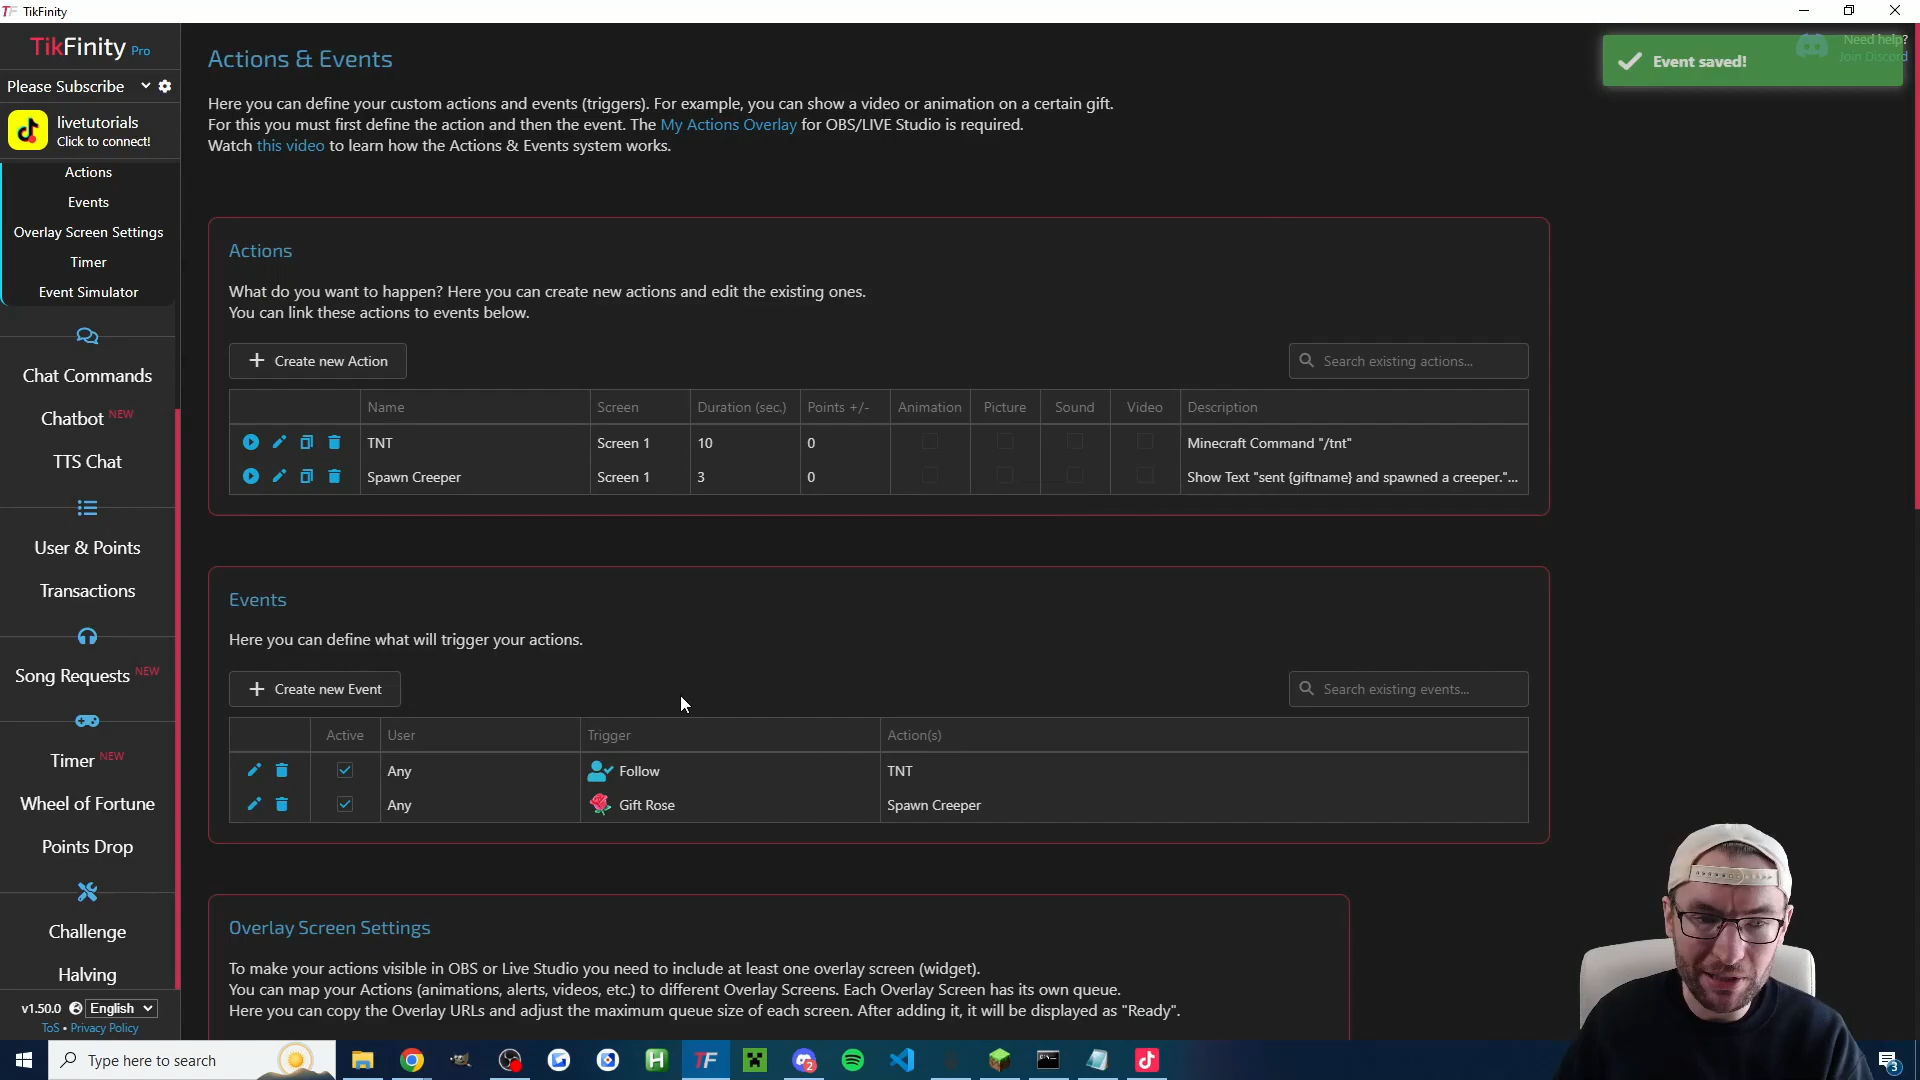 TikFinity
TikFinity Pro
Please Subscribe
livetutorials
Click to connect!
Actions
Events
Overlay Screen Settings
Timer
Event Simulator
Chat Commands
Chatbot NEW
TTS Chat
User & Points
Transactions
Song Requests NEW
Timer NEW
Wheel of Fortune
Points Drop
Challenge
Halving
v1.50.0 English
ToS • Privacy Policy
Actions & Events
Here you can define your custom actions and events (triggers). For example, you can show a video or animation on a certain gift.
For this you must first define the action and then the event. The My Actions Overlay for OBS/LIVE Studio is required.
Watch this video to learn how the Actions & Events system works.
Need help?
Join Discord
Event saved!
Actions
What do you want to happen? Here you can create new actions and edit the existing ones.
You can link these actions to events below.
Create new Action
Search existing actions...
Name Screen Duration (sec.) Points +/- Animation Picture Sound Video Description
TNT Screen 1 10 0 Minecraft Command "/tnt"
Spawn Creeper Screen 1 3 0 Show Text "sent {giftname} and spawned a creeper."...
Events
Here you can define what will trigger your actions.
Create new Event
Search existing events...
Active User Trigger Action(s)
Any Follow TNT
Any Gift Rose Spawn Creeper
Overlay Screen Settings
To make your actions visible in OBS or Live Studio you need to include at least one overlay screen (widget).
You can map your Actions (animations, alerts, videos, etc.) to different Overlay Screens. Each Overlay Screen has its own queue.
Here you can copy the Overlay URLs and adjust the maximum queue size of each screen. After adding it, it will be displayed as "Ready".
Type here to search
H
TF
2
3